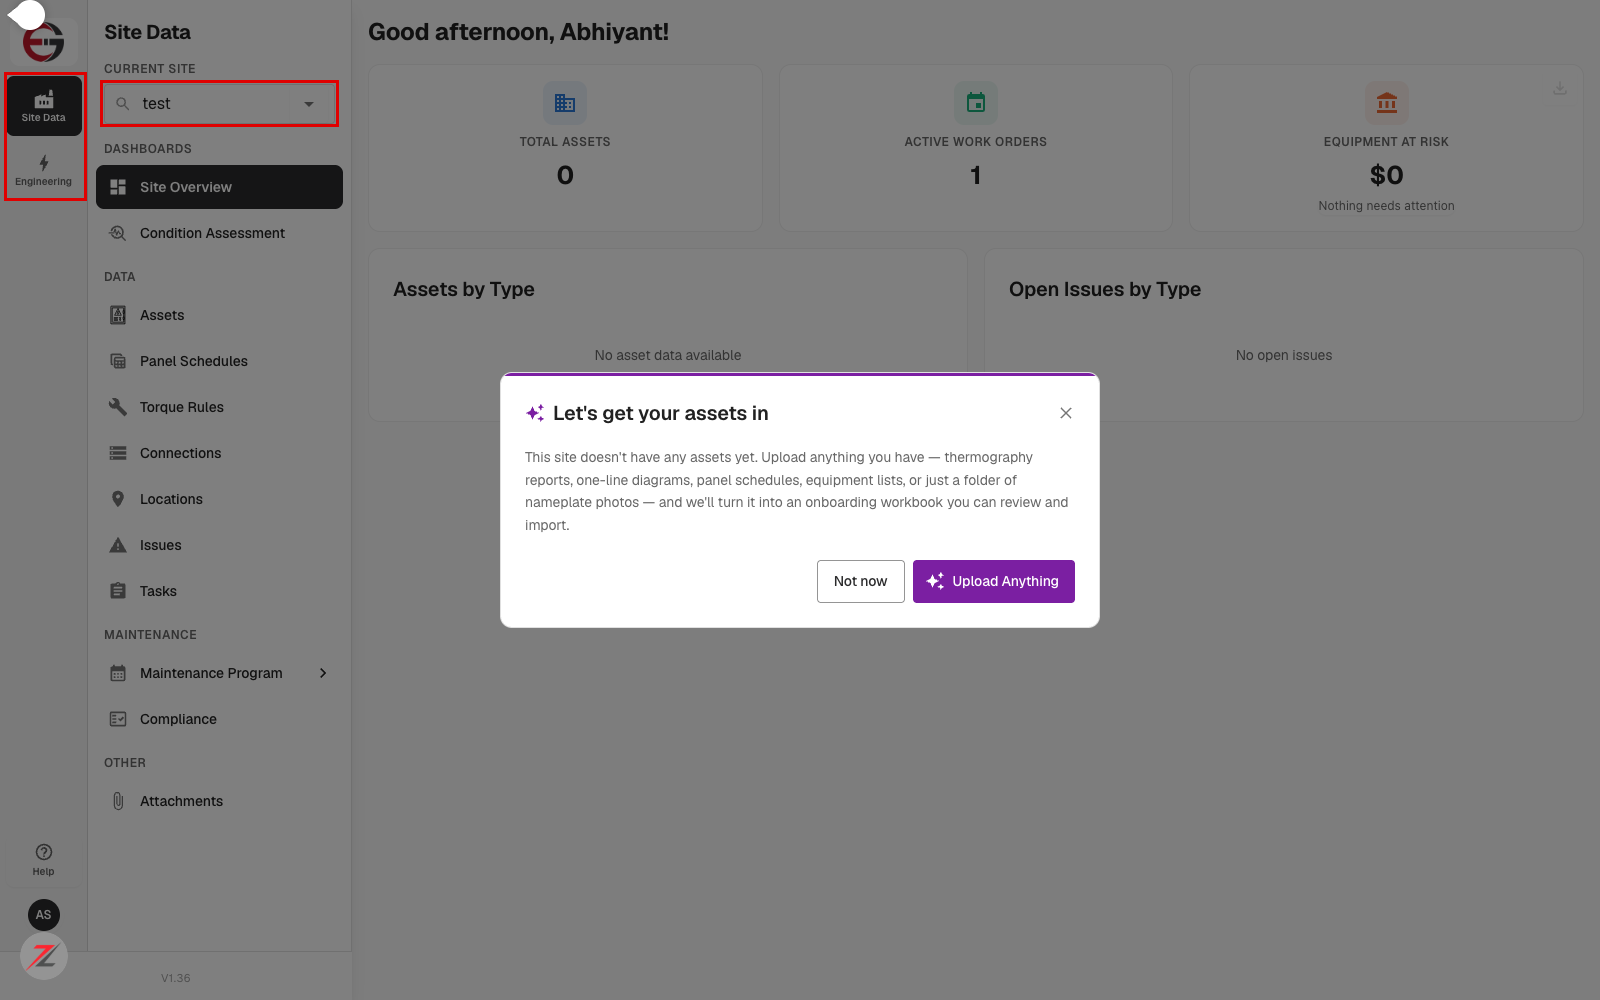 Site Data
Engineering
Help
AS
Site Data
CURRENT SITE
test
DASHBOARDS
Site Overview
Condition Assessment
DATA
Assets
Panel Schedules
Torque Rules
Connections
Locations
Issues
Tasks
MAINTENANCE
Maintenance Program
Compliance
OTHER
Attachments
V1.36
Good afternoon, Abhiyant!
TOTAL ASSETS
0
ACTIVE WORK ORDERS
1
EQUIPMENT AT RISK
$0
Nothing needs attention
Assets by Type
No asset data available
Open Issues by Type
No open issues
Let's get your assets in
This site doesn't have any assets yet. Upload anything you have — thermography
reports, one-line diagrams, panel schedules, equipment lists, or just a folder of
nameplate photos — and we'll turn it into an onboarding workbook you can review and
import.
Not now
Upload Anything